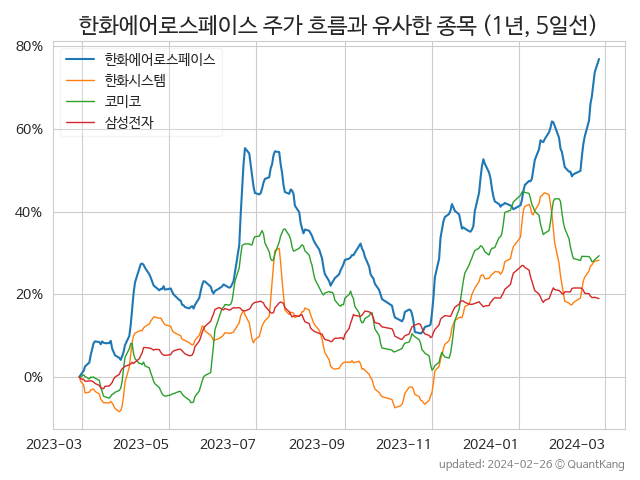 한화에어로스페이스 주가 흐름과 유사한 종목 (1년, 5일선)
80%
60%
40%
20%
0%
한화에어로스페이스
한화시스템
코미코
삼성전자
2023-03 2023-05 2023-07 2023-09 2023-11 2024-01 2024-03
updated: 2024-02-26 © QuantKang